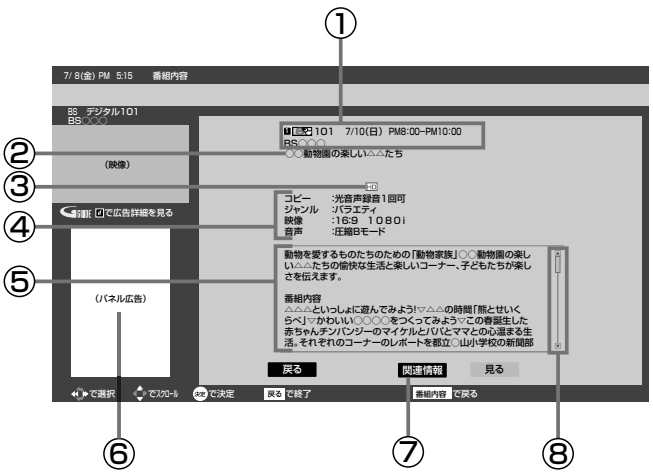 ①
7/ 8(金) PM 5:15 番組内容
BS デジタル101
BS○○○
101 7/10(日) PM8:00-PM10:00
BS○○○
②
○○動物園の楽しい△△たち
(映像)
③
HD
④
コピー :光音声録音1回可
ジャンル :バラエティ
映像 :16:9 1080i
音声 :圧縮Bモード
GGUIDE dで広告詳細を見る
⑤
動物を愛するものたちのための「動物家族」○○動物園の楽し
い△△たちの愉快な生活と楽しいコーナー、子どもたちが楽し
さを伝えます。
番組内容
△△△といっしょに遊んでみよう!▽△△の時間「熊とせいく
らべ」▽かわいい○○○○をつくってみよう▽この春誕生した
赤ちゃんチンパンジーのマイケルとパパとママとの心温まる生
活。それぞれのコーナーのレポートを都立○山小学校の新聞部
(パネル広告)
戻る 関連情報 見る
で選択 でスクロール 決定 で決定 戻る で終了 番組内容 で戻る
⑥ ⑦ ⑧